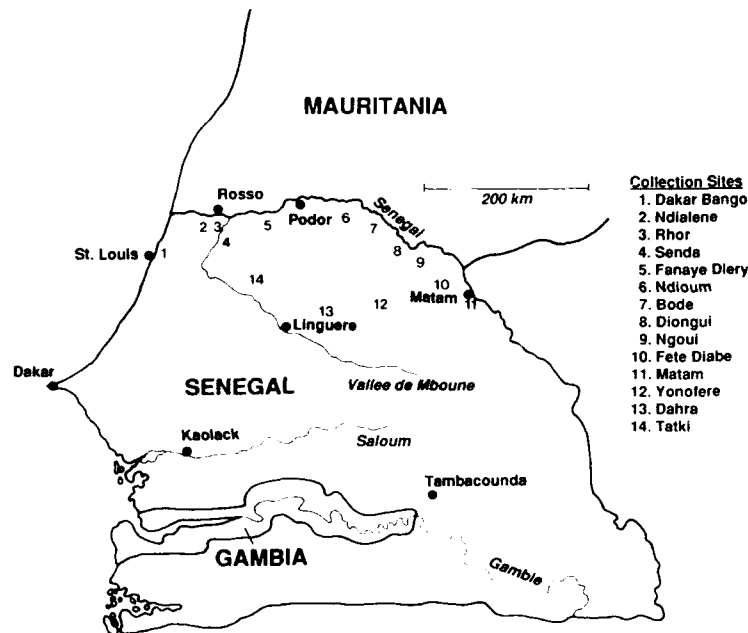 MAURITANIA
Rosso
Podor
Senegal
200 km
St. Louis
1
2
3
4
5
6
7
8
9
10
11
12
13
14
Matam
Linguere
Dakar
SENEGAL
Vallee de Mboune
Kaolack
Saloum
Tambacounda
GAMBIA
Gambie
Collection Sites
1. Dakar Bango
2. Ndialene
3. Rhor
4. Senda
5. Fanaye Diery
6. Ndioum
7. Bode
8. Diongui
9. Ngoui
10. Fete Diabe
11. Matam
12. Yonofere
13. Dahra
14. Tatki